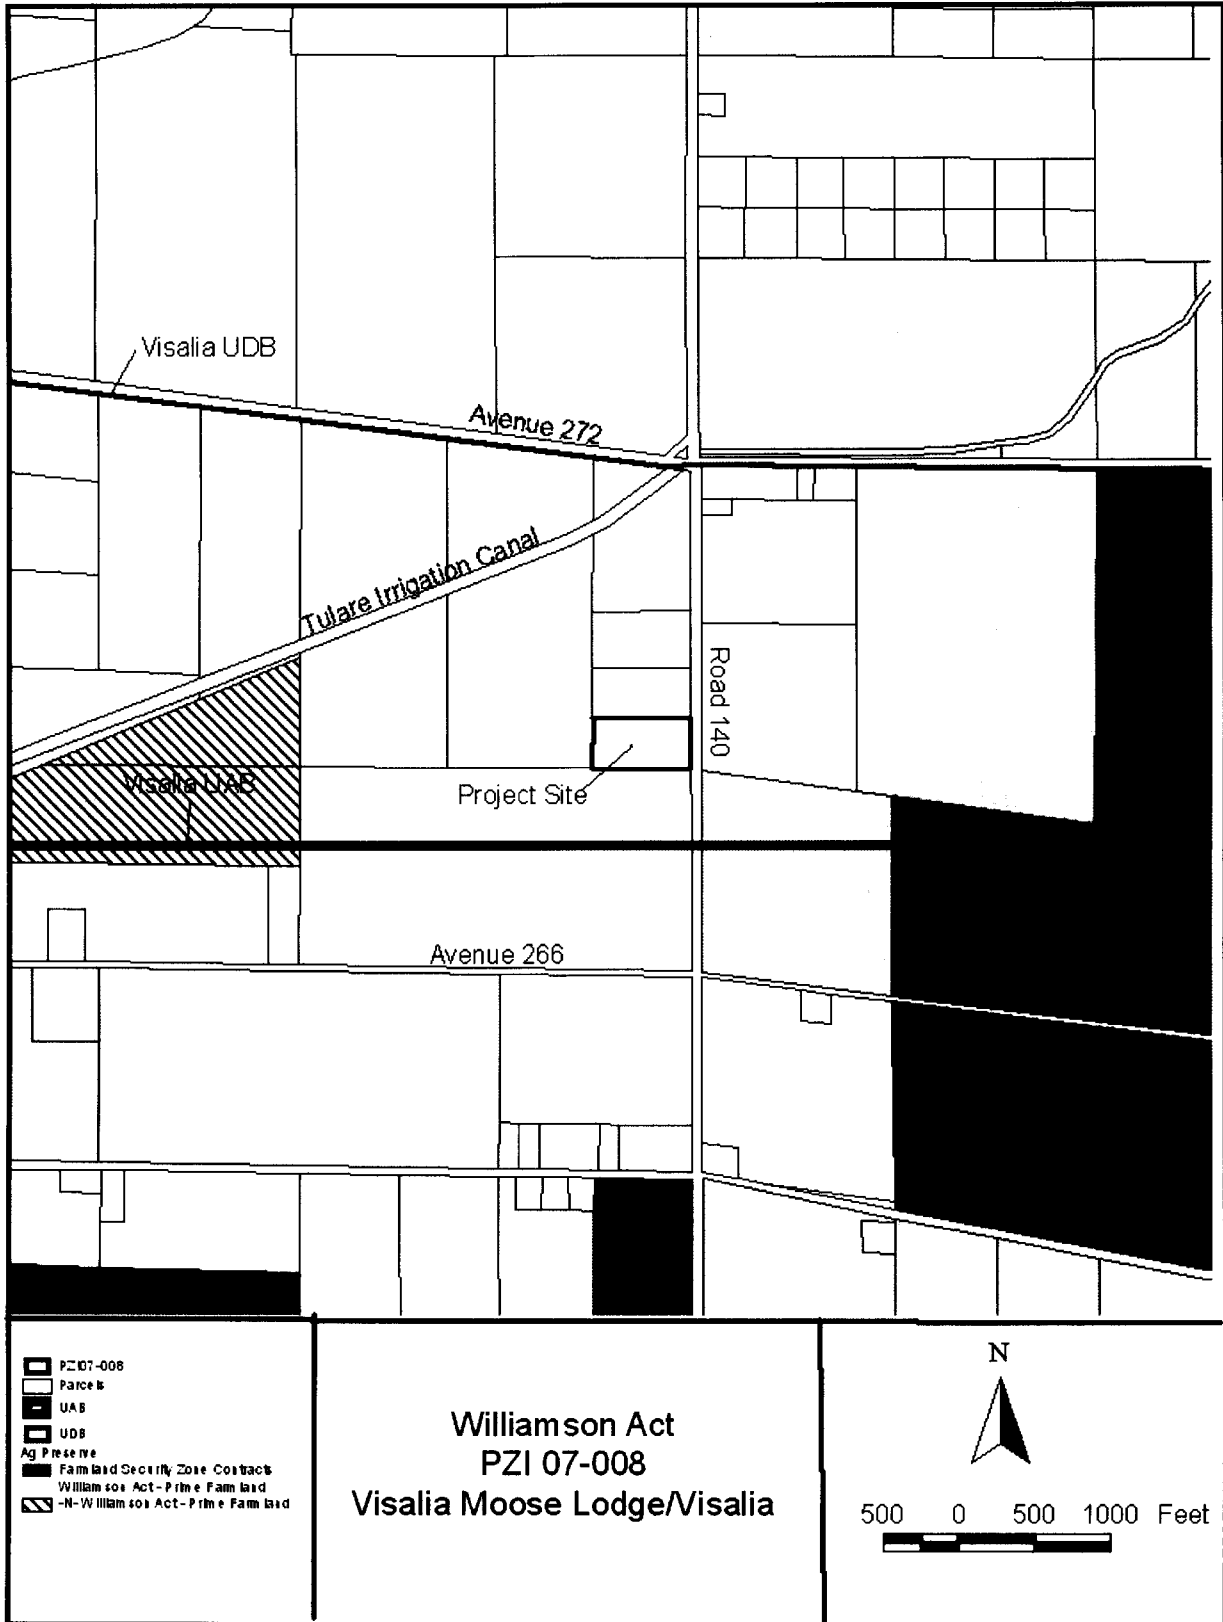 Visalia UDB
Avenue 272
Tulare Irrigation Canal
Road 140
Visalia UAB
Project Site
Avenue 266
PZI07-008
Parcels
UAB
UDB
Ag Preserve
Farmland Security Zone Contracts
Williamson Act - Prime Farmland
-N- Williamson Act - Prime Farmland
Williamson Act
PZI 07-008
Visalia Moose Lodge/Visalia
N
500 0 500 1000 Feet